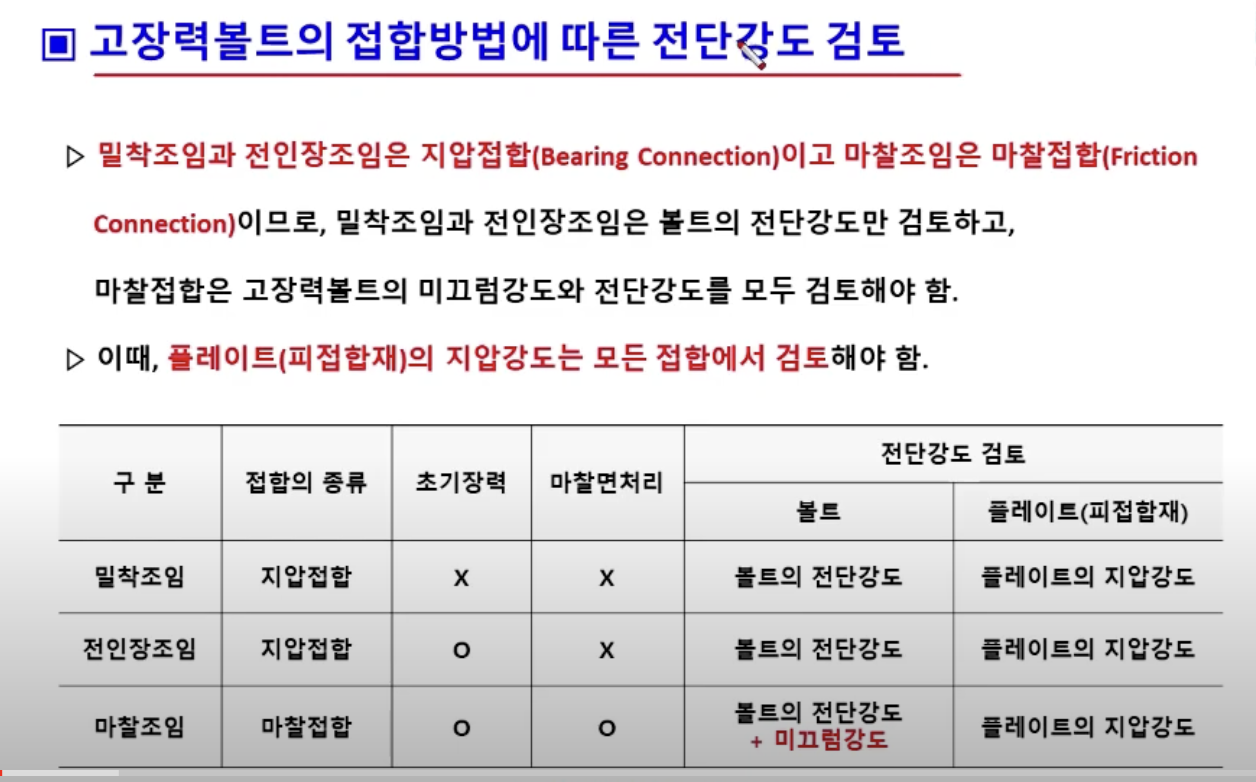 ▣ 고장력볼트의 접합방법에 따른 전단강도 검토
▷ 밀착조임과 전인장조임은 지압접합(Bearing Connection)이고 마찰조임은 마찰접합(Friction
Connection)이므로, 밀착조임과 전인장조임은 볼트의 전단강도만 검토하고,
마찰접합은 고장력볼트의 미끄럼강도와 전단강도를 모두 검토해야 함.
▷ 이때, 플레이트(피접합재)의 지압강도는 모든 접합에서 검토해야 함.
구 분 접합의 종류 초기장력 마찰면처리 전단강도 검토
볼트 플레이트(피접합재)
밀착조임 지압접합 X X 볼트의 전단강도 플레이트의 지압강도
전인장조임 지압접합 O X 볼트의 전단강도 플레이트의 지압강도
마찰조임 마찰접합 O O 볼트의 전단강도 플레이트의 지압강도
+ 미끄럼강도